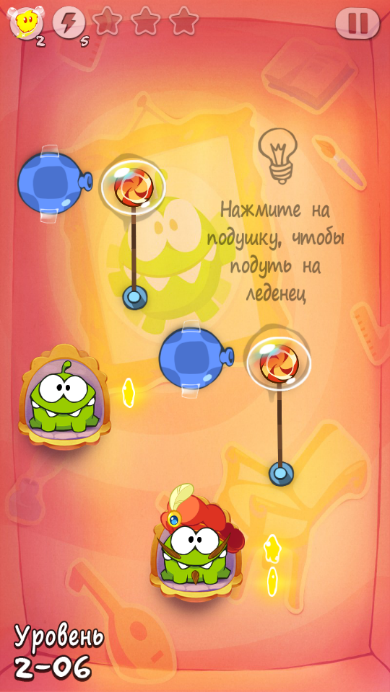 2
5
Нажмите на
подушку, чтобы
подуть на
леденец
Уровень
2-06